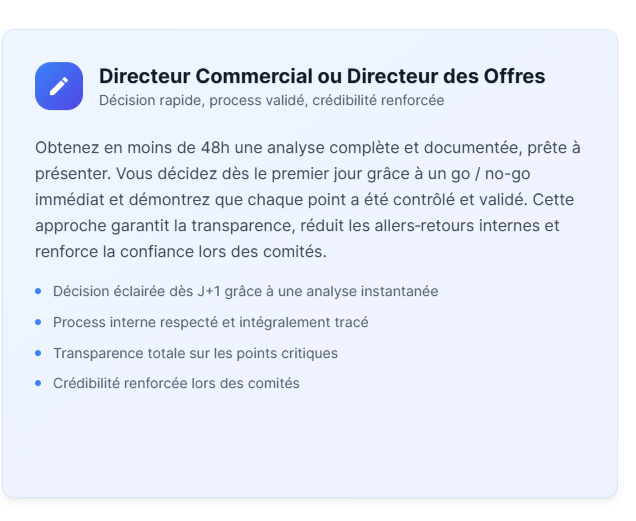 Directeur Commercial ou Directeur des Offres
Décision rapide, process validé, crédibilité renforcée
Obtenez en moins de 48h une analyse complète et documentée, prête à
présenter. Vous décidez dès le premier jour grâce à un go / no-go
immédiat et démontrez que chaque point a été contrôlé et validé. Cette
approche garantit la transparence, réduit les allers-retours internes et
renforce la confiance lors des comités.
Décision éclairée dès J+1 grâce à une analyse instantanée
Process interne respecté et intégralement tracé
Transparence totale sur les points critiques
Crédibilité renforcée lors des comités